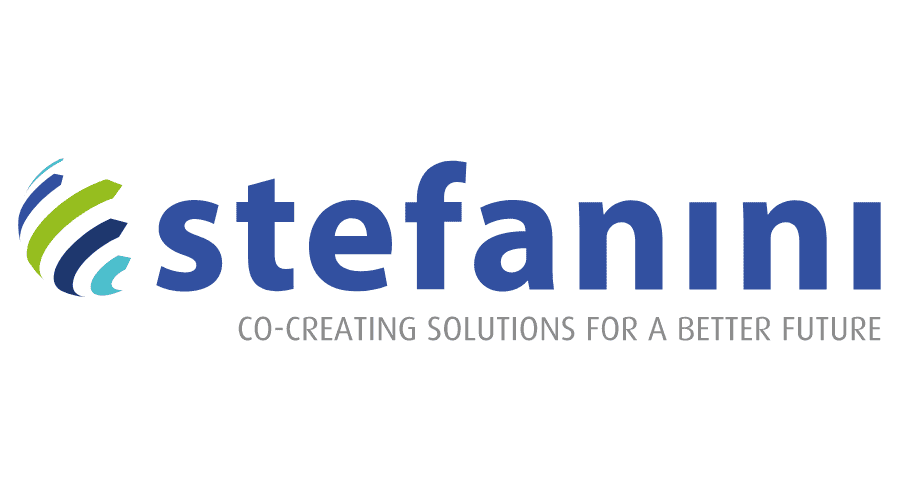 stefanini
CO-CREATING SOLUTIONS FOR A BETTER FUTURE